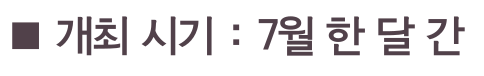 ■ 개최 시기 : 7월 한 달 간